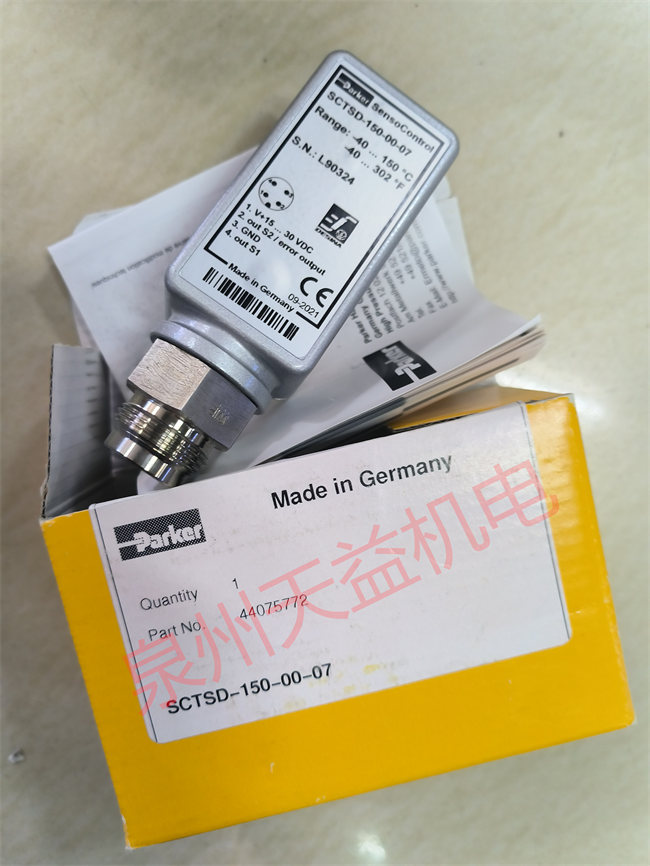 Parker SensoControl
SCTSD-150-00-07
Range: -40 ... 150 °C
-40 ... 302 °F
S.N.: L90324
1. V+15 ... 30 VDC
2. out S2 / error output
3. GND
4. out S1
Made in Germany
09-2021
CE
Parker
Made in Germany
Parker
Quantity 1
Part No. 44075772
SCTSD-150-00-07
泉州天益机电